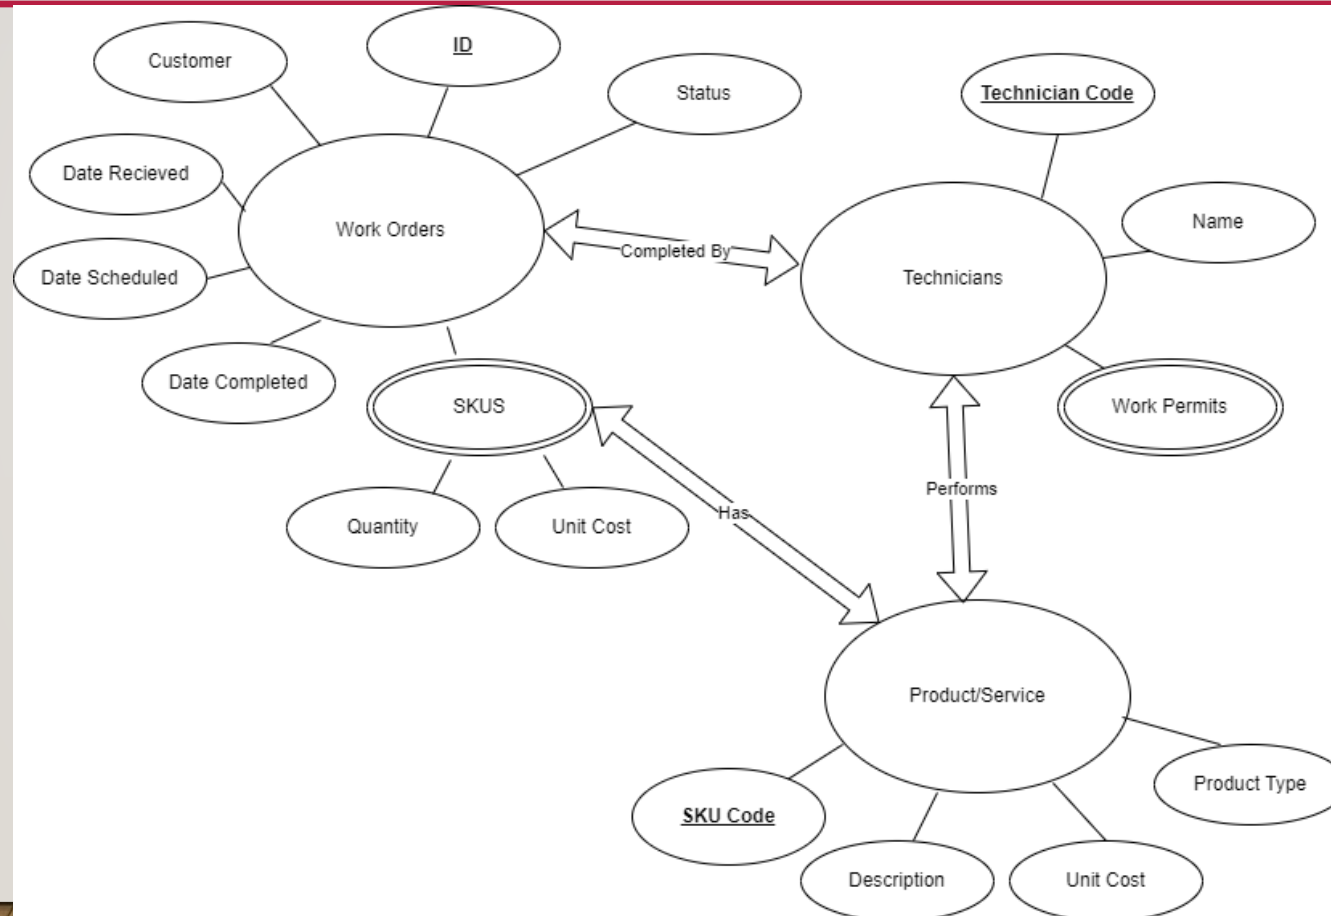 ID
Customer
Status
Technician Code
Date Recieved
Name
Work Orders
Completed By
Date Scheduled
Technicians
Date Completed
SKUS
Work Permits
Performs
Has
Quantity
Unit Cost
Product/Service
Product Type
SKU Code
Description
Unit Cost